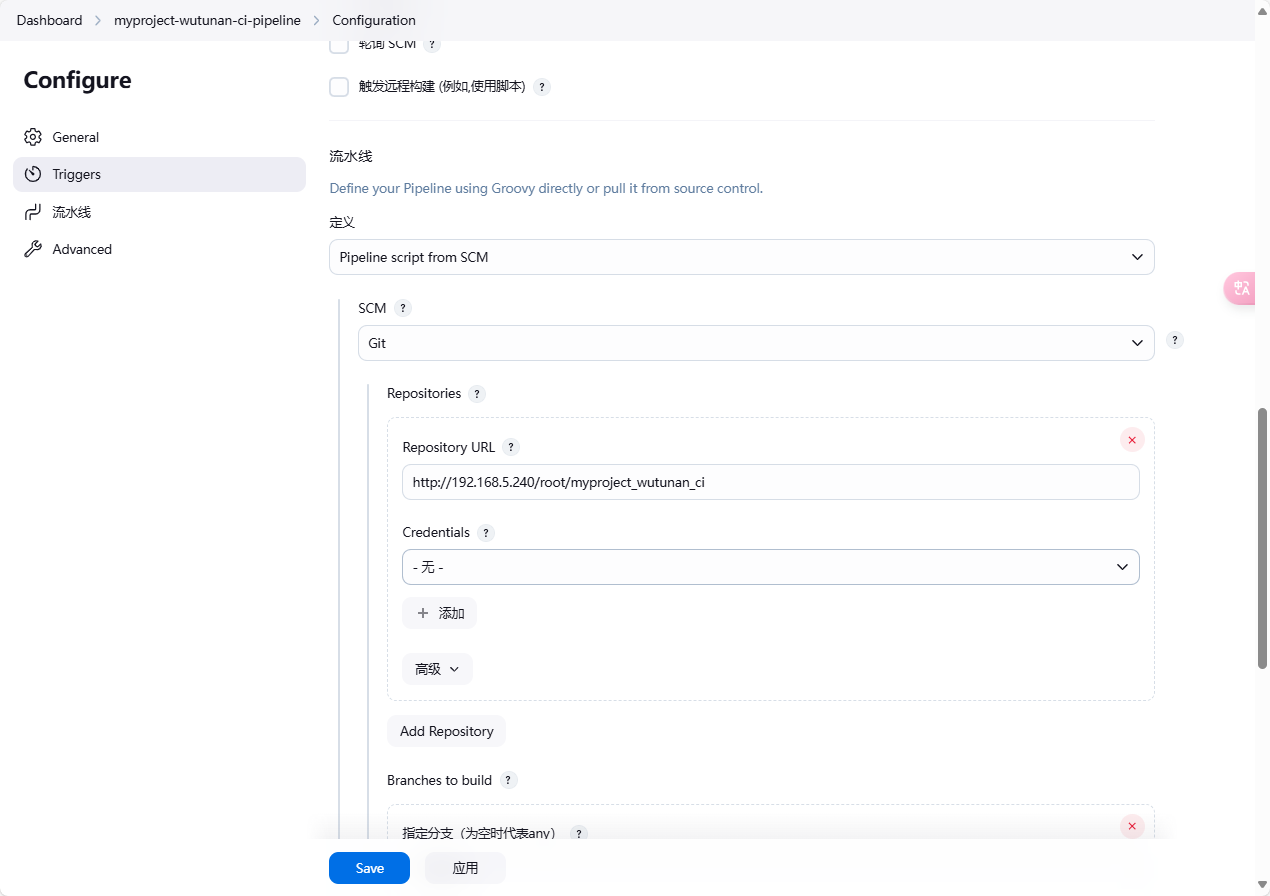 Dashboard > myproject-wutunan-ci-pipeline > Configuration
Configure
General
Triggers
流水线
Advanced
轮询 SCM ?
触发远程构建 (例如,使用脚本) ?
流水线
Define your Pipeline using Groovy directly or pull it from source control.
定义
Pipeline script from SCM
SCM ?
Git
?
Repositories ?
Repository URL ?
http://192.168.5.240/root/myproject_wutunan_ci
Credentials ?
- 无 -
+ 添加
高级
Add Repository
Branches to build ?
指定分支（为空时代表any） ?
Save 应用